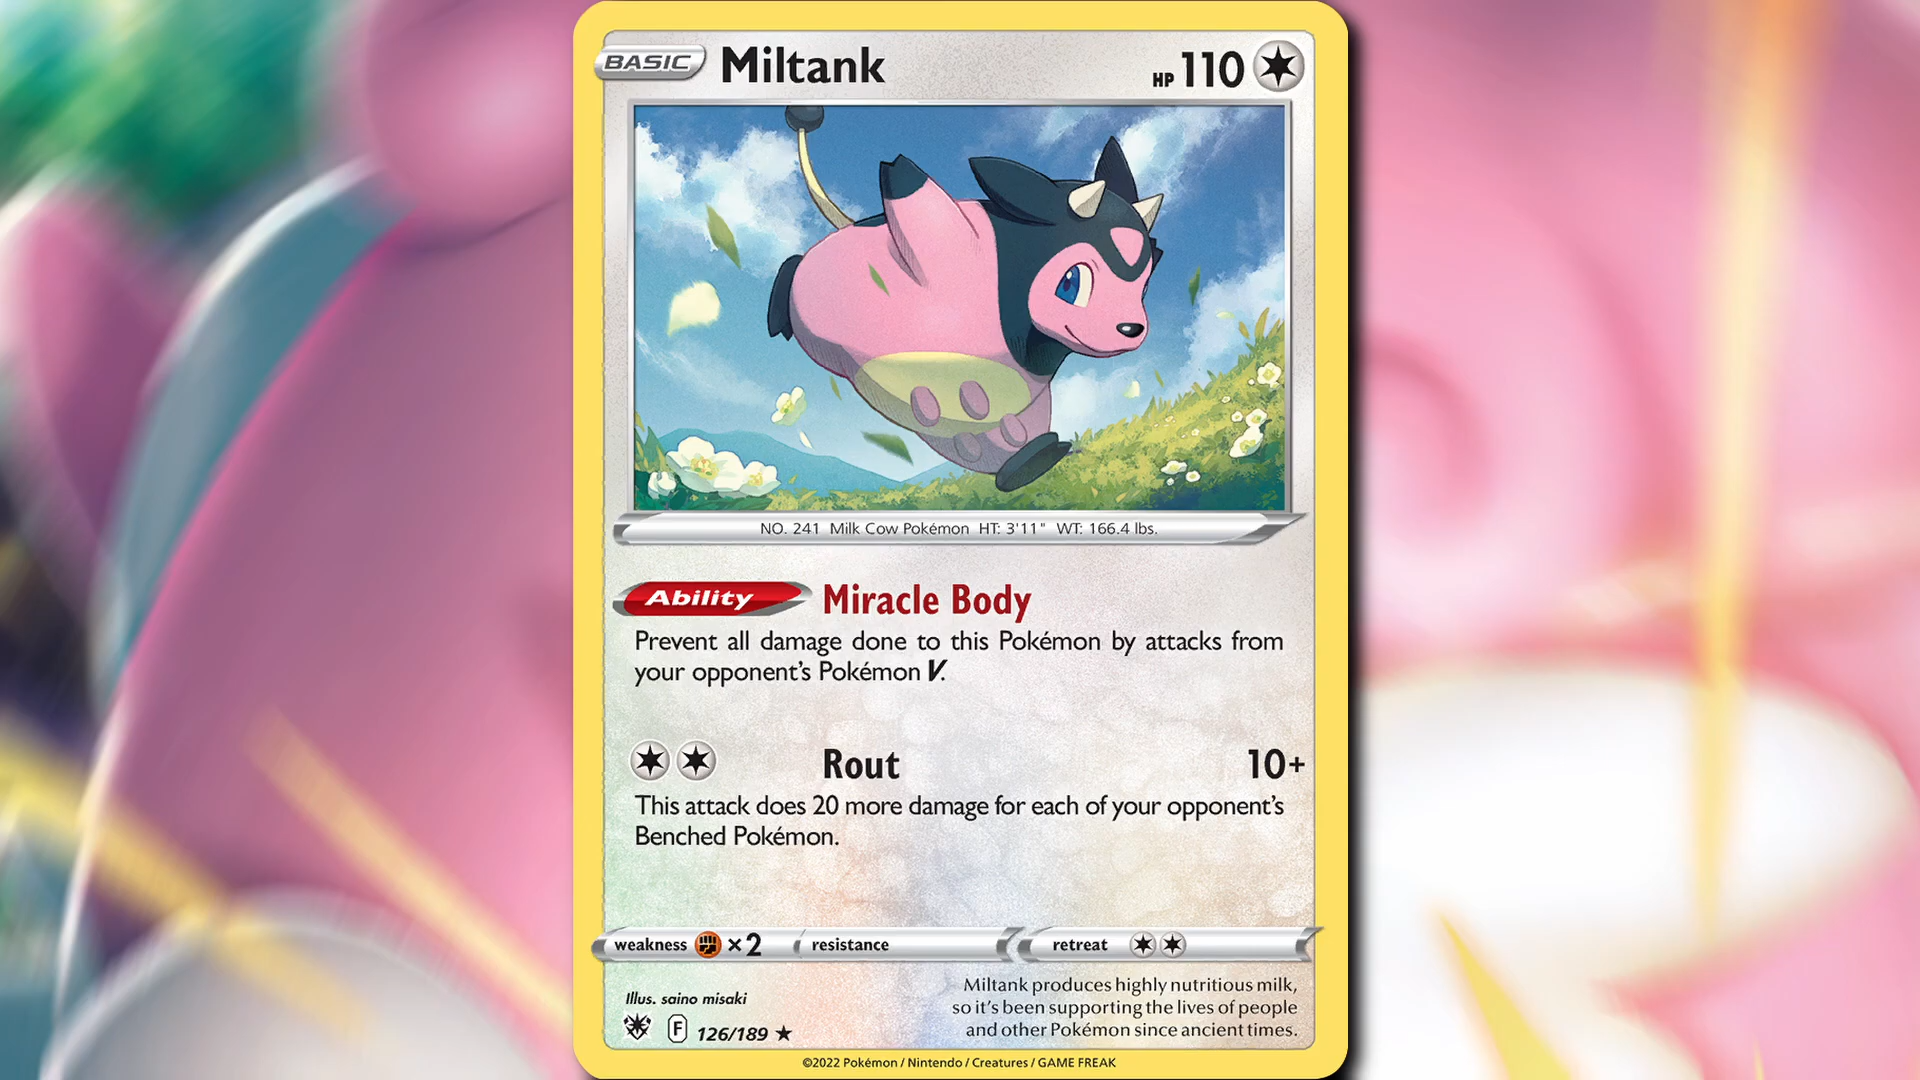 BASIC Miltank HP 110
NO. 241 Milk Cow Pokémon HT: 3'11" WT: 166.4 lbs.
Ability Miracle Body
Prevent all damage done to this Pokémon by attacks from
your opponent's Pokémon V.
Rout 10+
This attack does 20 more damage for each of your opponent's
Benched Pokémon.
weakness ×2 resistance retreat
Illus. saino misaki
F 126/189 ★
Miltank produces highly nutritious milk,
so it's been supporting the lives of people
and other Pokémon since ancient times.
©2022 Pokémon / Nintendo / Creatures / GAME FREAK